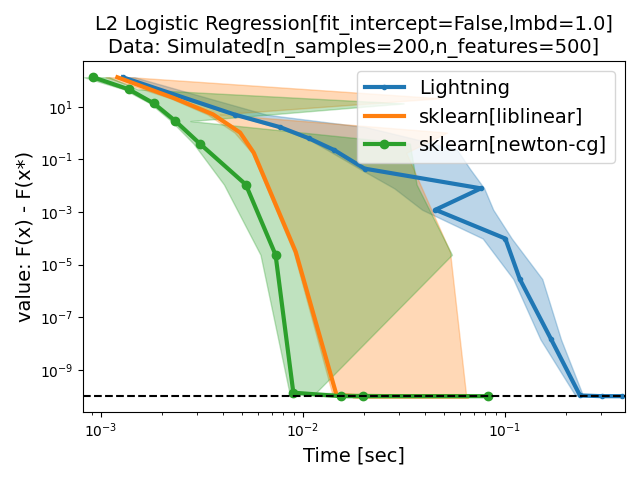 L2 Logistic Regression[fit_intercept=False,lmbd=1.0]
Data: Simulated[n_samples=200,n_features=500]
Lightning
sklearn[liblinear]
sklearn[newton-cg]
value: F(x) - F(x*)
10¹
10⁻¹
10⁻³
10⁻⁵
10⁻⁷
10⁻⁹
10⁻³
10⁻²
10⁻¹
Time [sec]